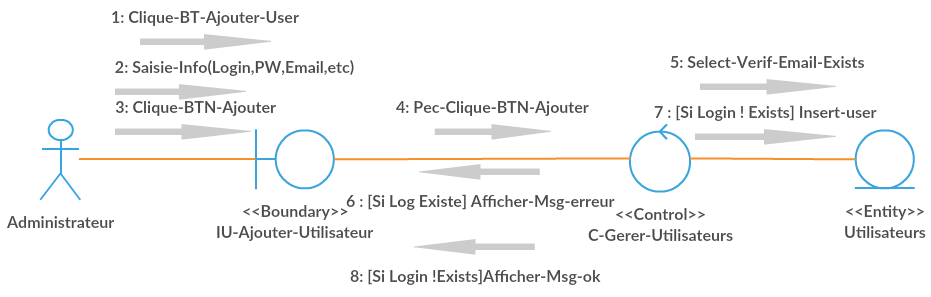 1: Clique-BT-Ajouter-User
2: Saisie-Info(Login,PW,Email,etc)
3: Clique-BTN-Ajouter
4: Pec-Clique-BTN-Ajouter
5: Select-Verif-Email-Exists
7 : [Si Login ! Exists] Insert-user
6 : [Si Log Existe] Afficher-Msg-erreur
8: [Si Login !Exists]Afficher-Msg-ok
Administrateur
<<Boundary>>
IU-Ajouter-Utilisateur
<<Control>>
C-Gerer-Utilisateurs
<<Entity>>
Utilisateurs